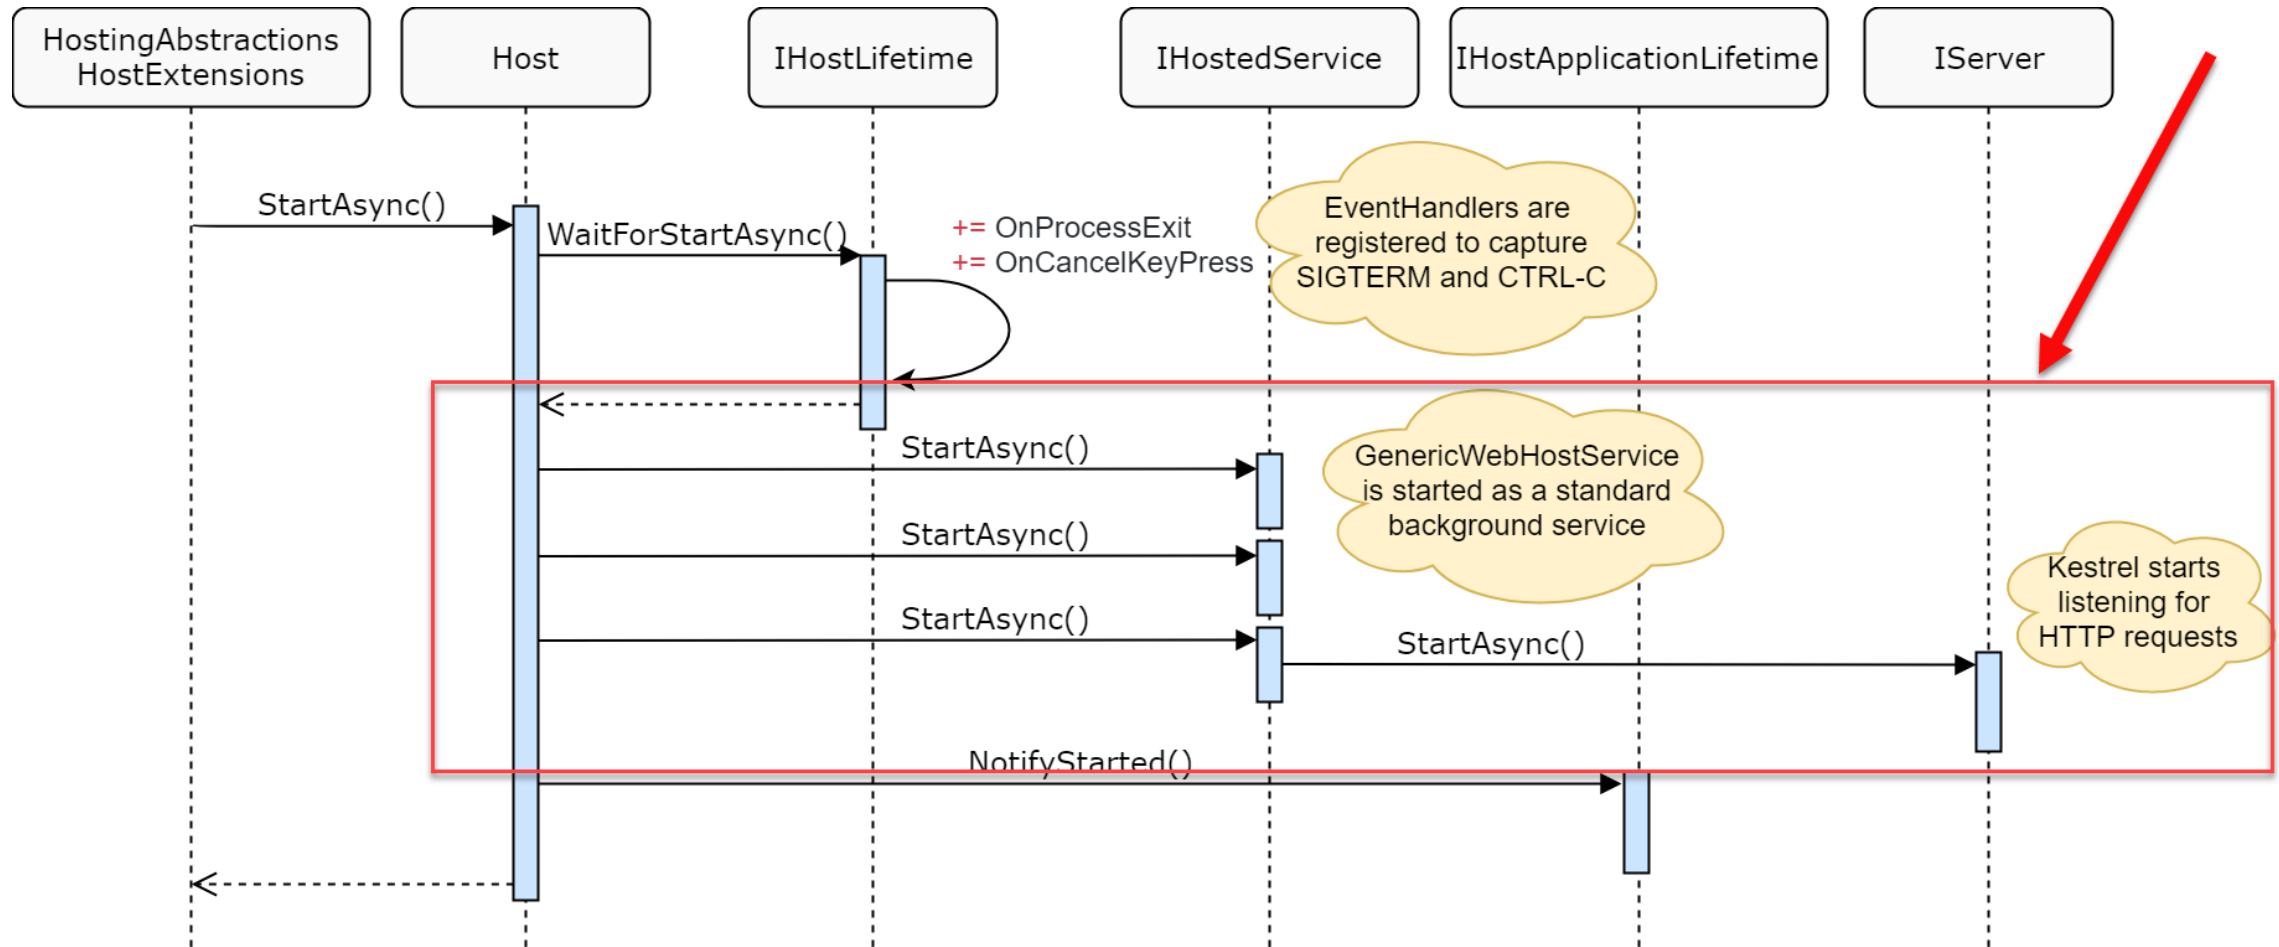 HostingAbstractions
HostExtensions
Host
IHostLifetime
IHostedService
IHostApplicationLifetime
IServer
StartAsync()
WaitForStartAsync()
+= OnProcessExit
+= OnCancelKeyPress
EventHandlers are
registered to capture
SIGTERM and CTRL-C
StartAsync()
GenericWebHostService
is started as a standard
background service
StartAsync()
StartAsync()
StartAsync()
Kestrel starts
listening for
HTTP requests
NotifyStarted()